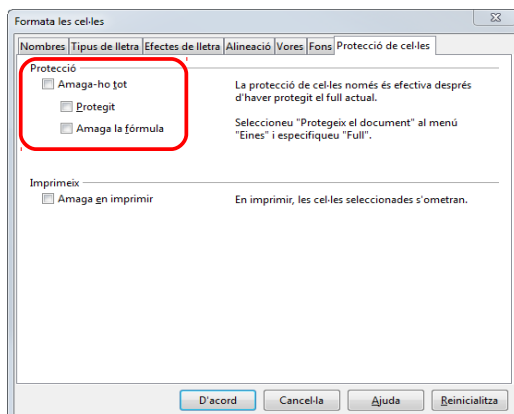 Formata les cel·les
Nombres Tipus de lletra Efectes de lletra Alineació Vores Fons Protecció de cel·les
Protecció
Amaga-ho tot
Protegit
Amaga la fórmula
La protecció de cel·les només és efectiva després
d'haver protegit el full actual.
Seleccioneu "Protegeix el document" al menú
"Eines" i especifiqueu "Full".
Imprimeix
Amaga en imprimir
En imprimir, les cel·les seleccionades s'ometran.
D'acord Cancel·la Ajuda Reinicialitza